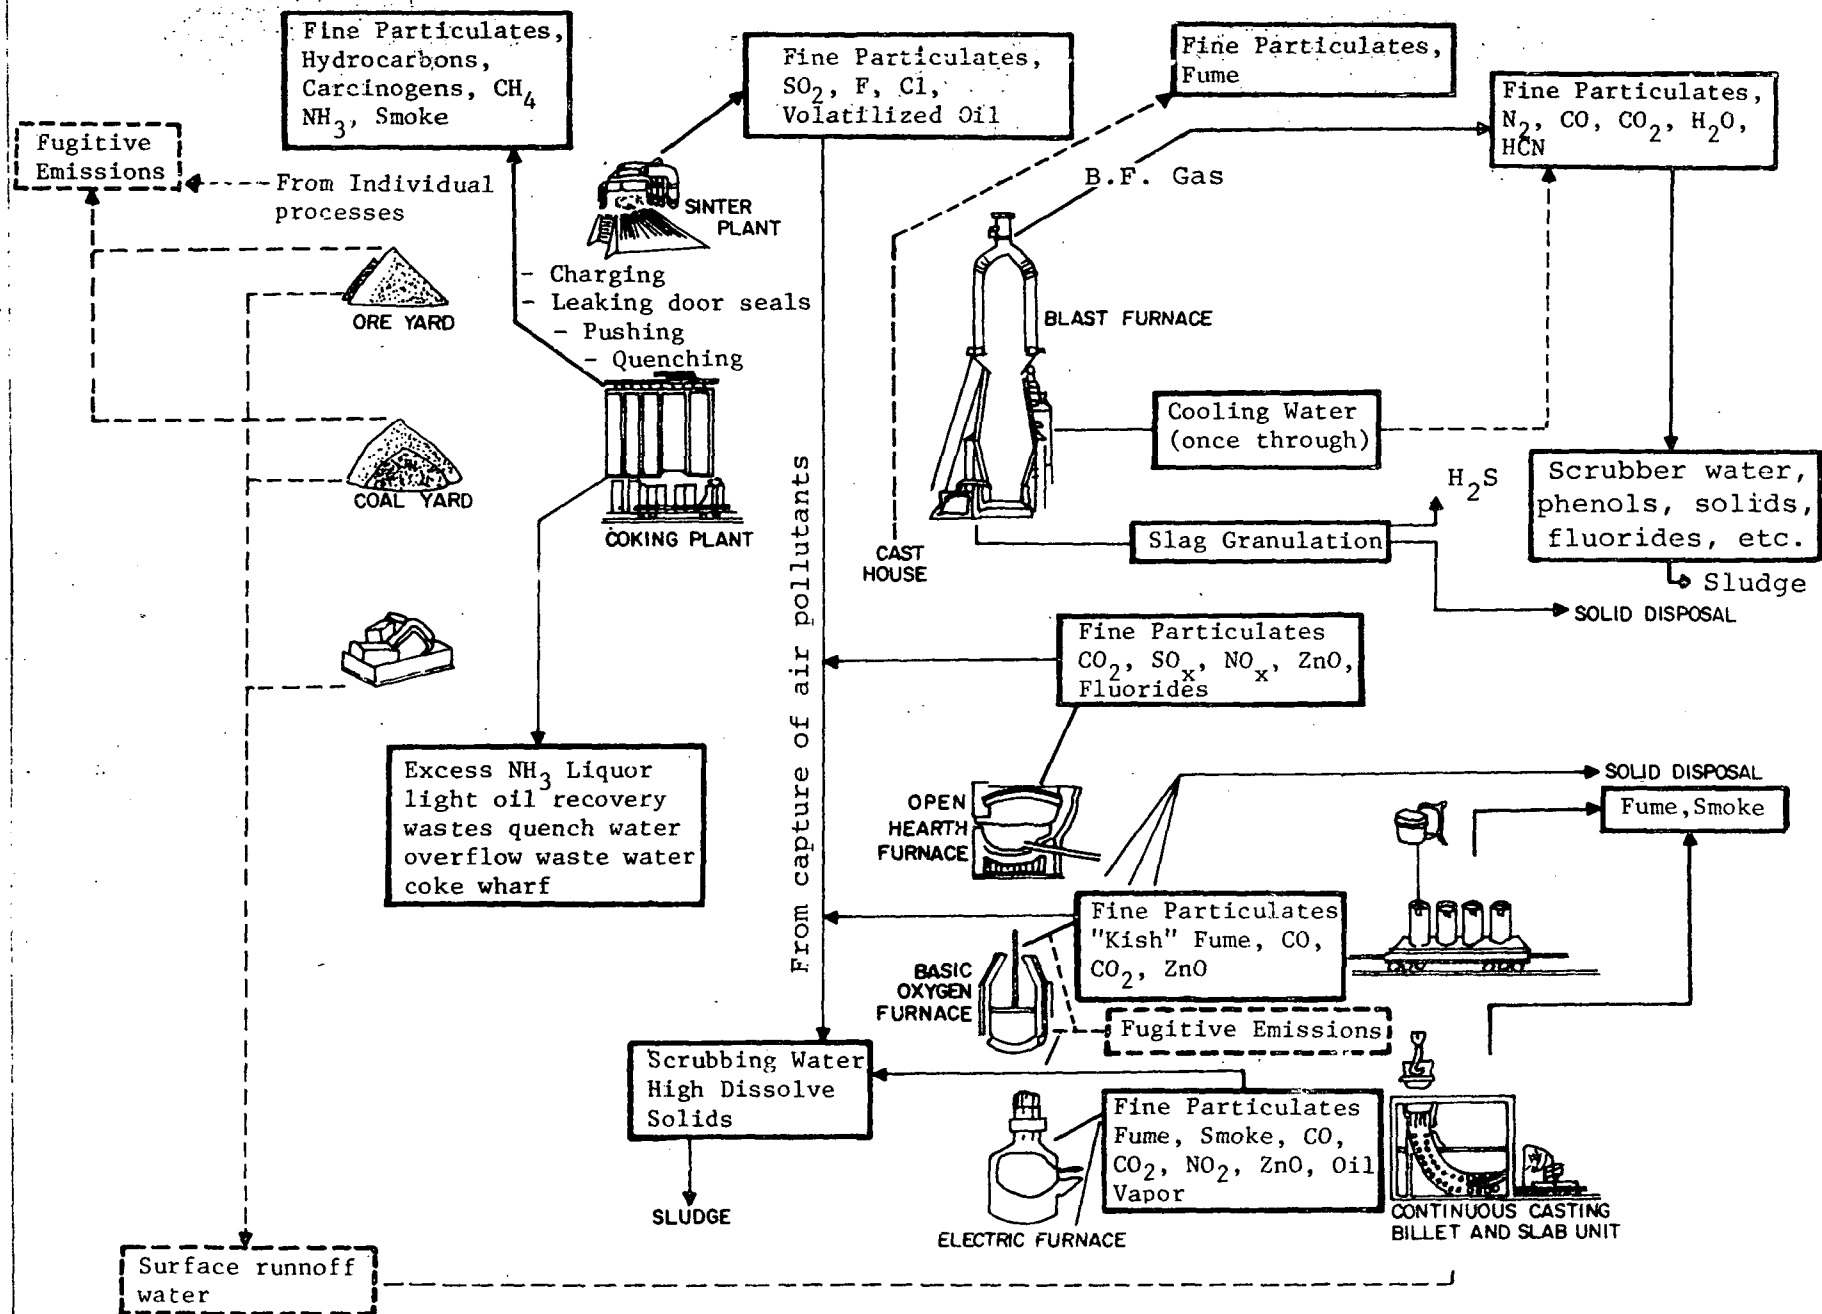 Fine Particulates,
Hydrocarbons,
Carcinogens, CH4
NH3, Smoke
Fine Particulates,
SO2, F, Cl,
Volatilized Oil
Fine Particulates,
Fume
Fine Particulates,
N2, CO, CO2, H2O,
HCN
Fugitive
Emissions
From Individual
processes
SINTER
PLANT
B.F. Gas
- Charging
- Leaking door seals
- Pushing
- Quenching
ORE YARD
BLAST FURNACE
COAL YARD
COKING PLANT
Cooling Water
(once through)
H2S
Scrubber water,
phenols, solids,
fluorides, etc.
Slag Granulation
CAST
HOUSE
Sludge
SOLID DISPOSAL
From capture of air pollutants
Fine Particulates
CO2, SOx, NOx, ZnO,
Fluorides
Excess NH3 Liquor
light oil recovery
wastes quench water
overflow waste water
coke wharf
OPEN
HEARTH
FURNACE
SOLID DISPOSAL
Fume, Smoke
Fine Particulates
"Kish" Fume, CO,
CO2, ZnO
BASIC
OXYGEN
FURNACE
Fugitive Emissions
Scrubbing Water
High Dissolve
Solids
SLUDGE
Fine Particulates
Fume, Smoke, CO,
CO2, NO2, ZnO, Oil
Vapor
ELECTRIC FURNACE
CONTINUOUS CASTING
BILLET AND SLAB UNIT
Surface runnoff
water